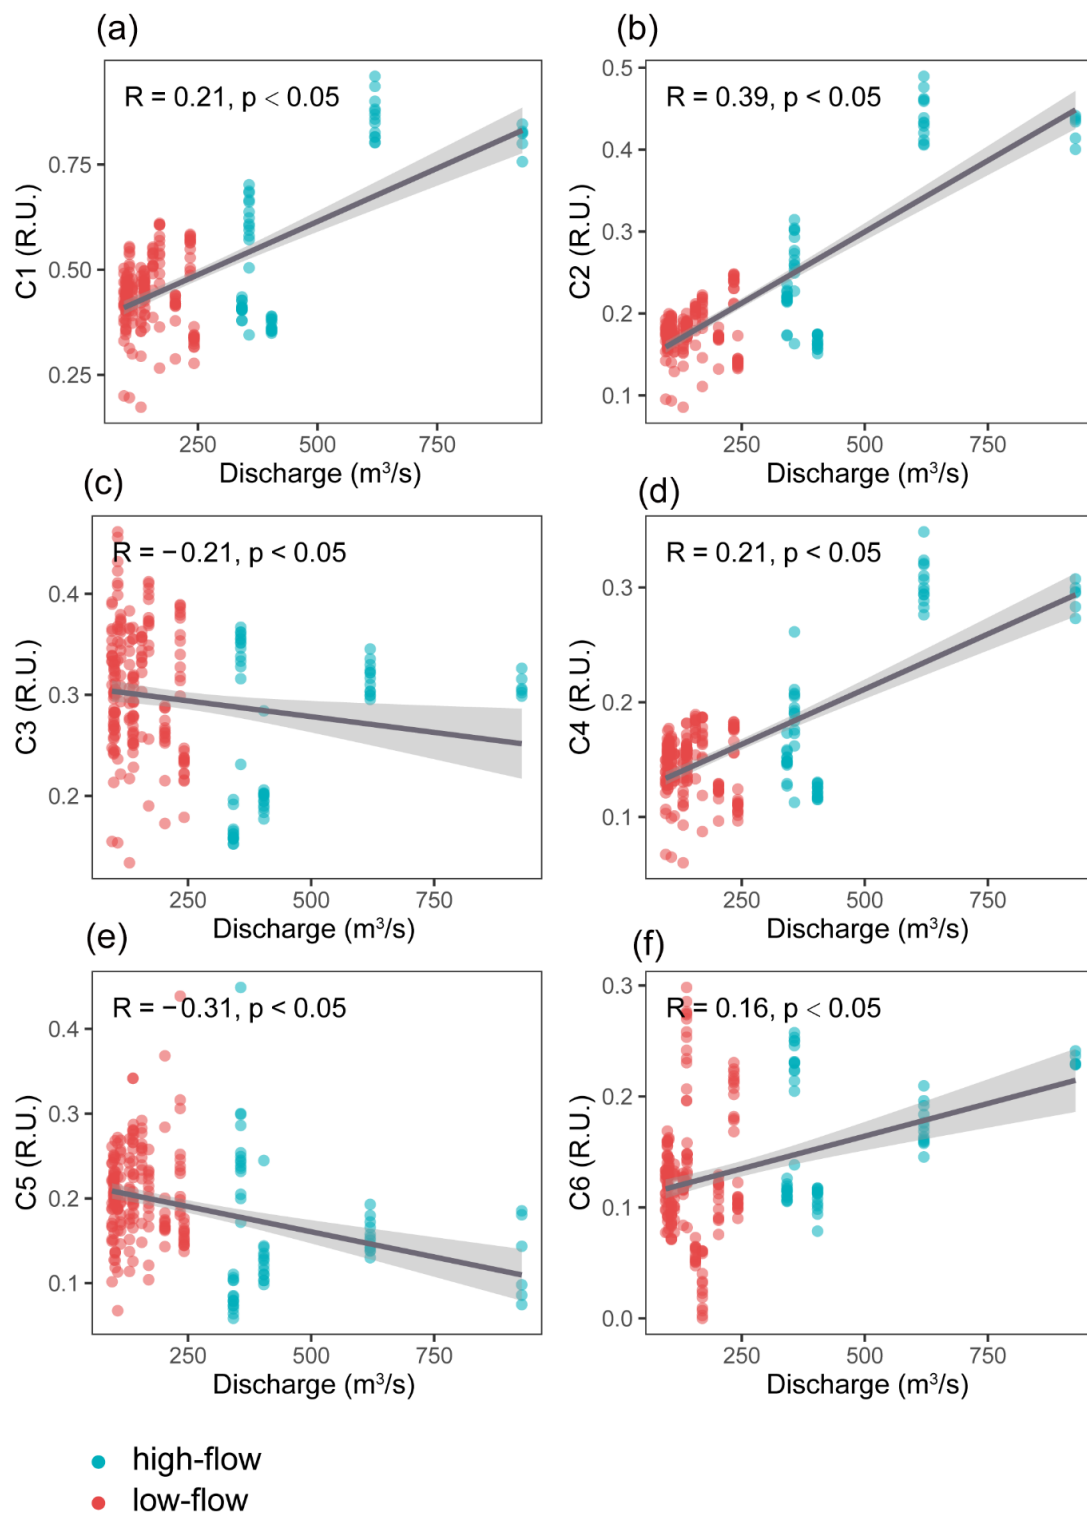 (a) (b)
R = 0.21, p < 0.05
C1 (R.U.)
0.75
0.50
0.25
250 500 750
Discharge (m³/s)
R = 0.39, p < 0.05
C2 (R.U.)
0.5
0.4
0.3
0.2
0.1
250 500 750
Discharge (m³/s)
(c) (d)
R = −0.21, p < 0.05
C3 (R.U.)
0.4
0.3
0.2
250 500 750
Discharge (m³/s)
R = 0.21, p < 0.05
C4 (R.U.)
0.3
0.2
0.1
250 500 750
Discharge (m³/s)
(e) (f)
R = −0.31, p < 0.05
C5 (R.U.)
0.4
0.3
0.2
0.1
250 500 750
Discharge (m³/s)
R = 0.16, p < 0.05
C6 (R.U.)
0.3
0.2
0.1
0.0
250 500 750
Discharge (m³/s)
high-flow
low-flow